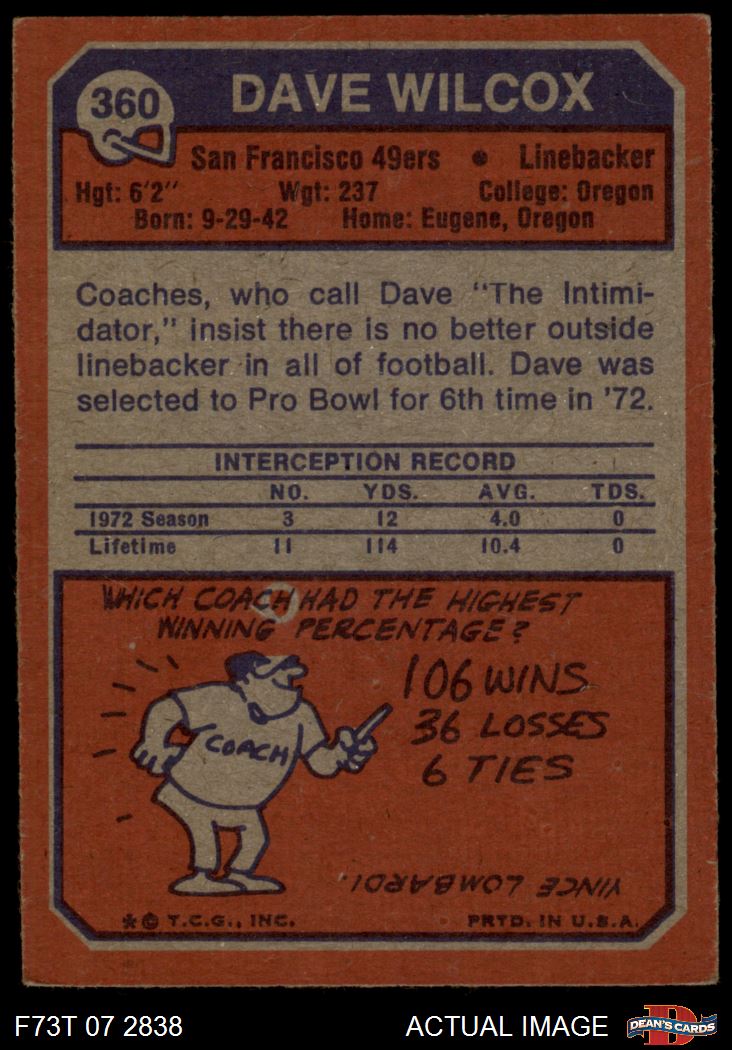 360
DAVE WILCOX
San Francisco 49ers • Linebacker
Hgt: 6'2" Wgt: 237 College: Oregon
Born: 9-29-42 Home: Eugene, Oregon
Coaches, who call Dave "The Intimi-
dator," insist there is no better outside
linebacker in all of football. Dave was
selected to Pro Bowl for 6th time in '72.
INTERCEPTION RECORD
NO. YDS. AVG. TDS.
1972 Season 3 12 4.0 0
Lifetime 11 114 10.4 0
WHICH COACH HAD THE HIGHEST
WINNING PERCENTAGE?
106 WINS
36 LOSSES
6 TIES
COACH
VINCE LOMBARDI.
*© T.C.G., INC. PRTD. IN U.S.A.
F73T 07 2838 ACTUAL IMAGE
D
DEAN'S CARDS